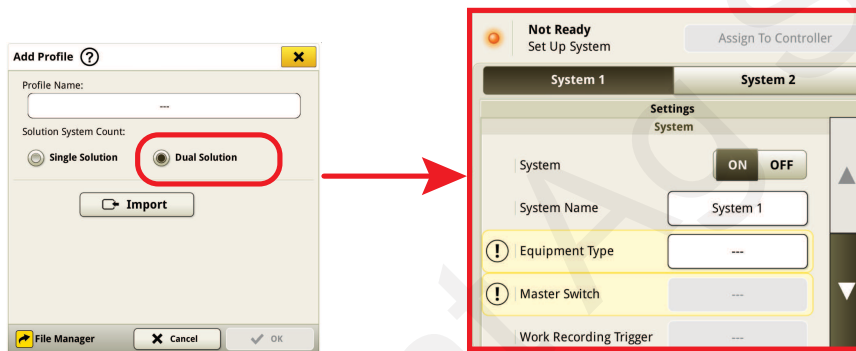 Add Profile ?
Profile Name:
---
Solution System Count:
Single Solution
Dual Solution
Import
File Manager
Cancel
OK
Not Ready
Set Up System
Assign To Controller
System 1
System 2
Settings
System
System
ON
OFF
System Name
System 1
! Equipment Type
---
! Master Switch
---
Work Recording Trigger
---